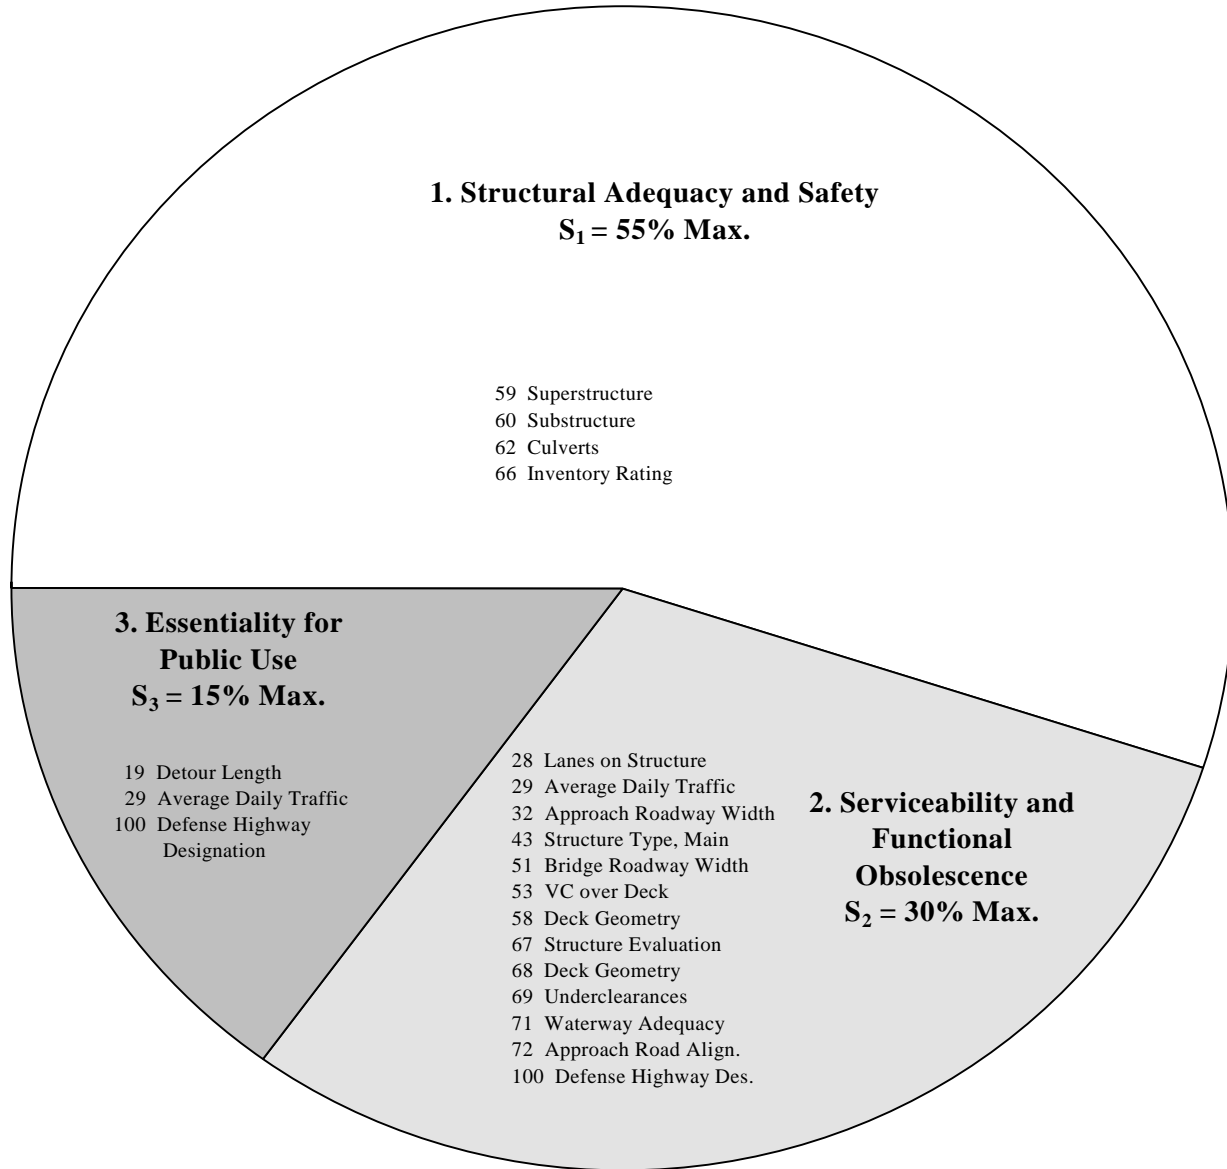 1. Structural Adequacy and Safety
S1 = 55% Max.
59 Superstructure
60 Substructure
62 Culverts
66 Inventory Rating
3. Essentiality for
Public Use
S3 = 15% Max.
19 Detour Length
29 Average Daily Traffic
100 Defense Highway
Designation
28 Lanes on Structure
29 Average Daily Traffic
32 Approach Roadway Width
43 Structure Type, Main
51 Bridge Roadway Width
53 VC over Deck
58 Deck Geometry
67 Structure Evaluation
68 Deck Geometry
69 Underclearances
71 Waterway Adequacy
72 Approach Road Align.
100 Defense Highway Des.
2. Serviceability and
Functional
Obsolescence
S2 = 30% Max.